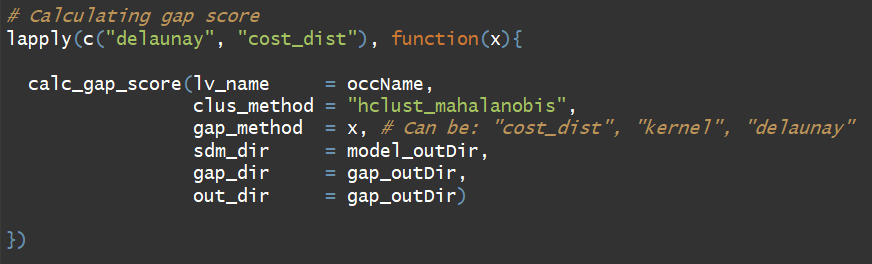 # Calculating gap score
lapply(c("delaunay", "cost_dist"), function(x){
calc_gap_score(lv_name = occName,
clus_method = "hclust_mahalanobis",
gap_method = x, # Can be: "cost_dist", "kernel", "delaunay"
sdm_dir = model_outDir,
gap_dir = gap_outDir,
out_dir = gap_outDir)
})